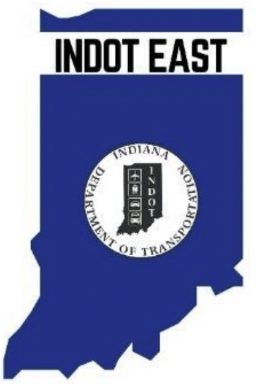 INDOT EAST
INDIANA
DEPARTMENT OF TRANSPORTATION
INDOT